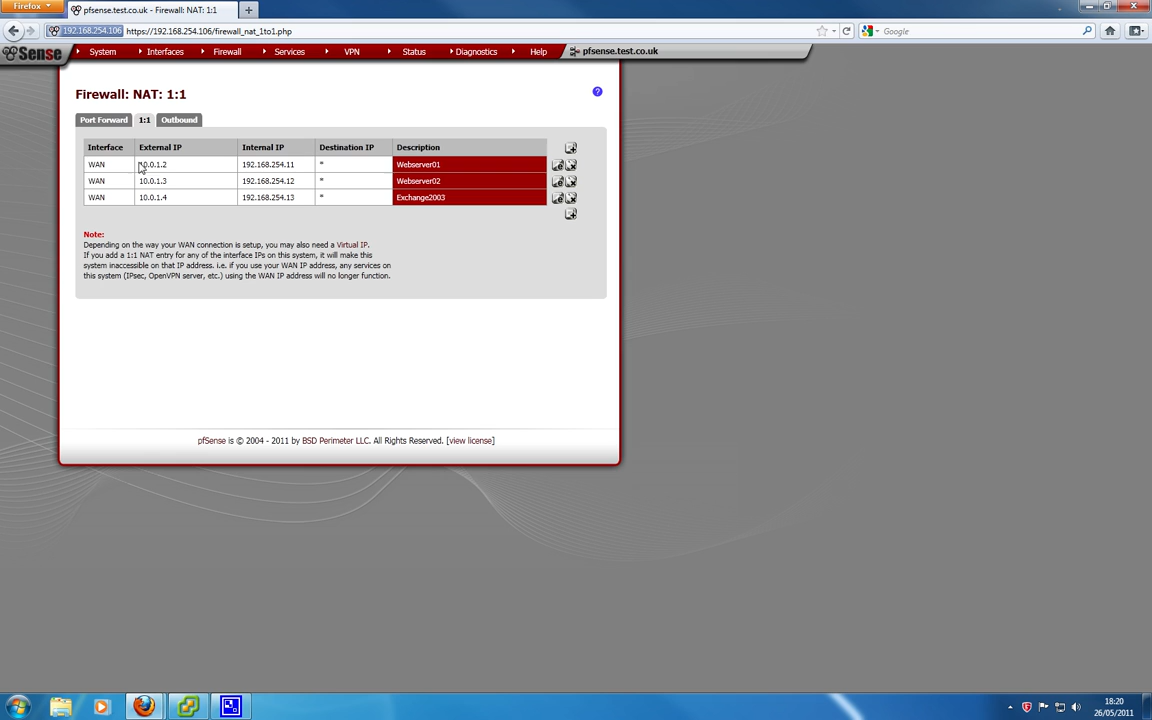 Firefox
pfsense.test.co.uk - Firewall: NAT: 1:1
192.168.254.106 https://192.168.254.106/firewall_nat_1to1.php
Google
Sense System Interfaces Firewall Services VPN Status Diagnostics Help pfsense.test.co.uk
Firewall: NAT: 1:1
?
Port Forward 1:1 Outbound
Interface External IP Internal IP Destination IP Description
WAN 10.0.1.2 192.168.254.11 * Webserver01
WAN 10.0.1.3 192.168.254.12 * Webserver02
WAN 10.0.1.4 192.168.254.13 * Exchange2003
Note:
Depending on the way your WAN connection is setup, you may also need a Virtual IP.
If you add a 1:1 NAT entry for any of the interface IPs on this system, it will make this
system inaccessible on that IP address. i.e. if you use your WAN IP address, any services on
this system (IPsec, OpenVPN server, etc.) using the WAN IP address will no longer function.
pfSense is © 2004 - 2011 by BSD Perimeter LLC. All Rights Reserved. [view license]
18:20
26/05/2011